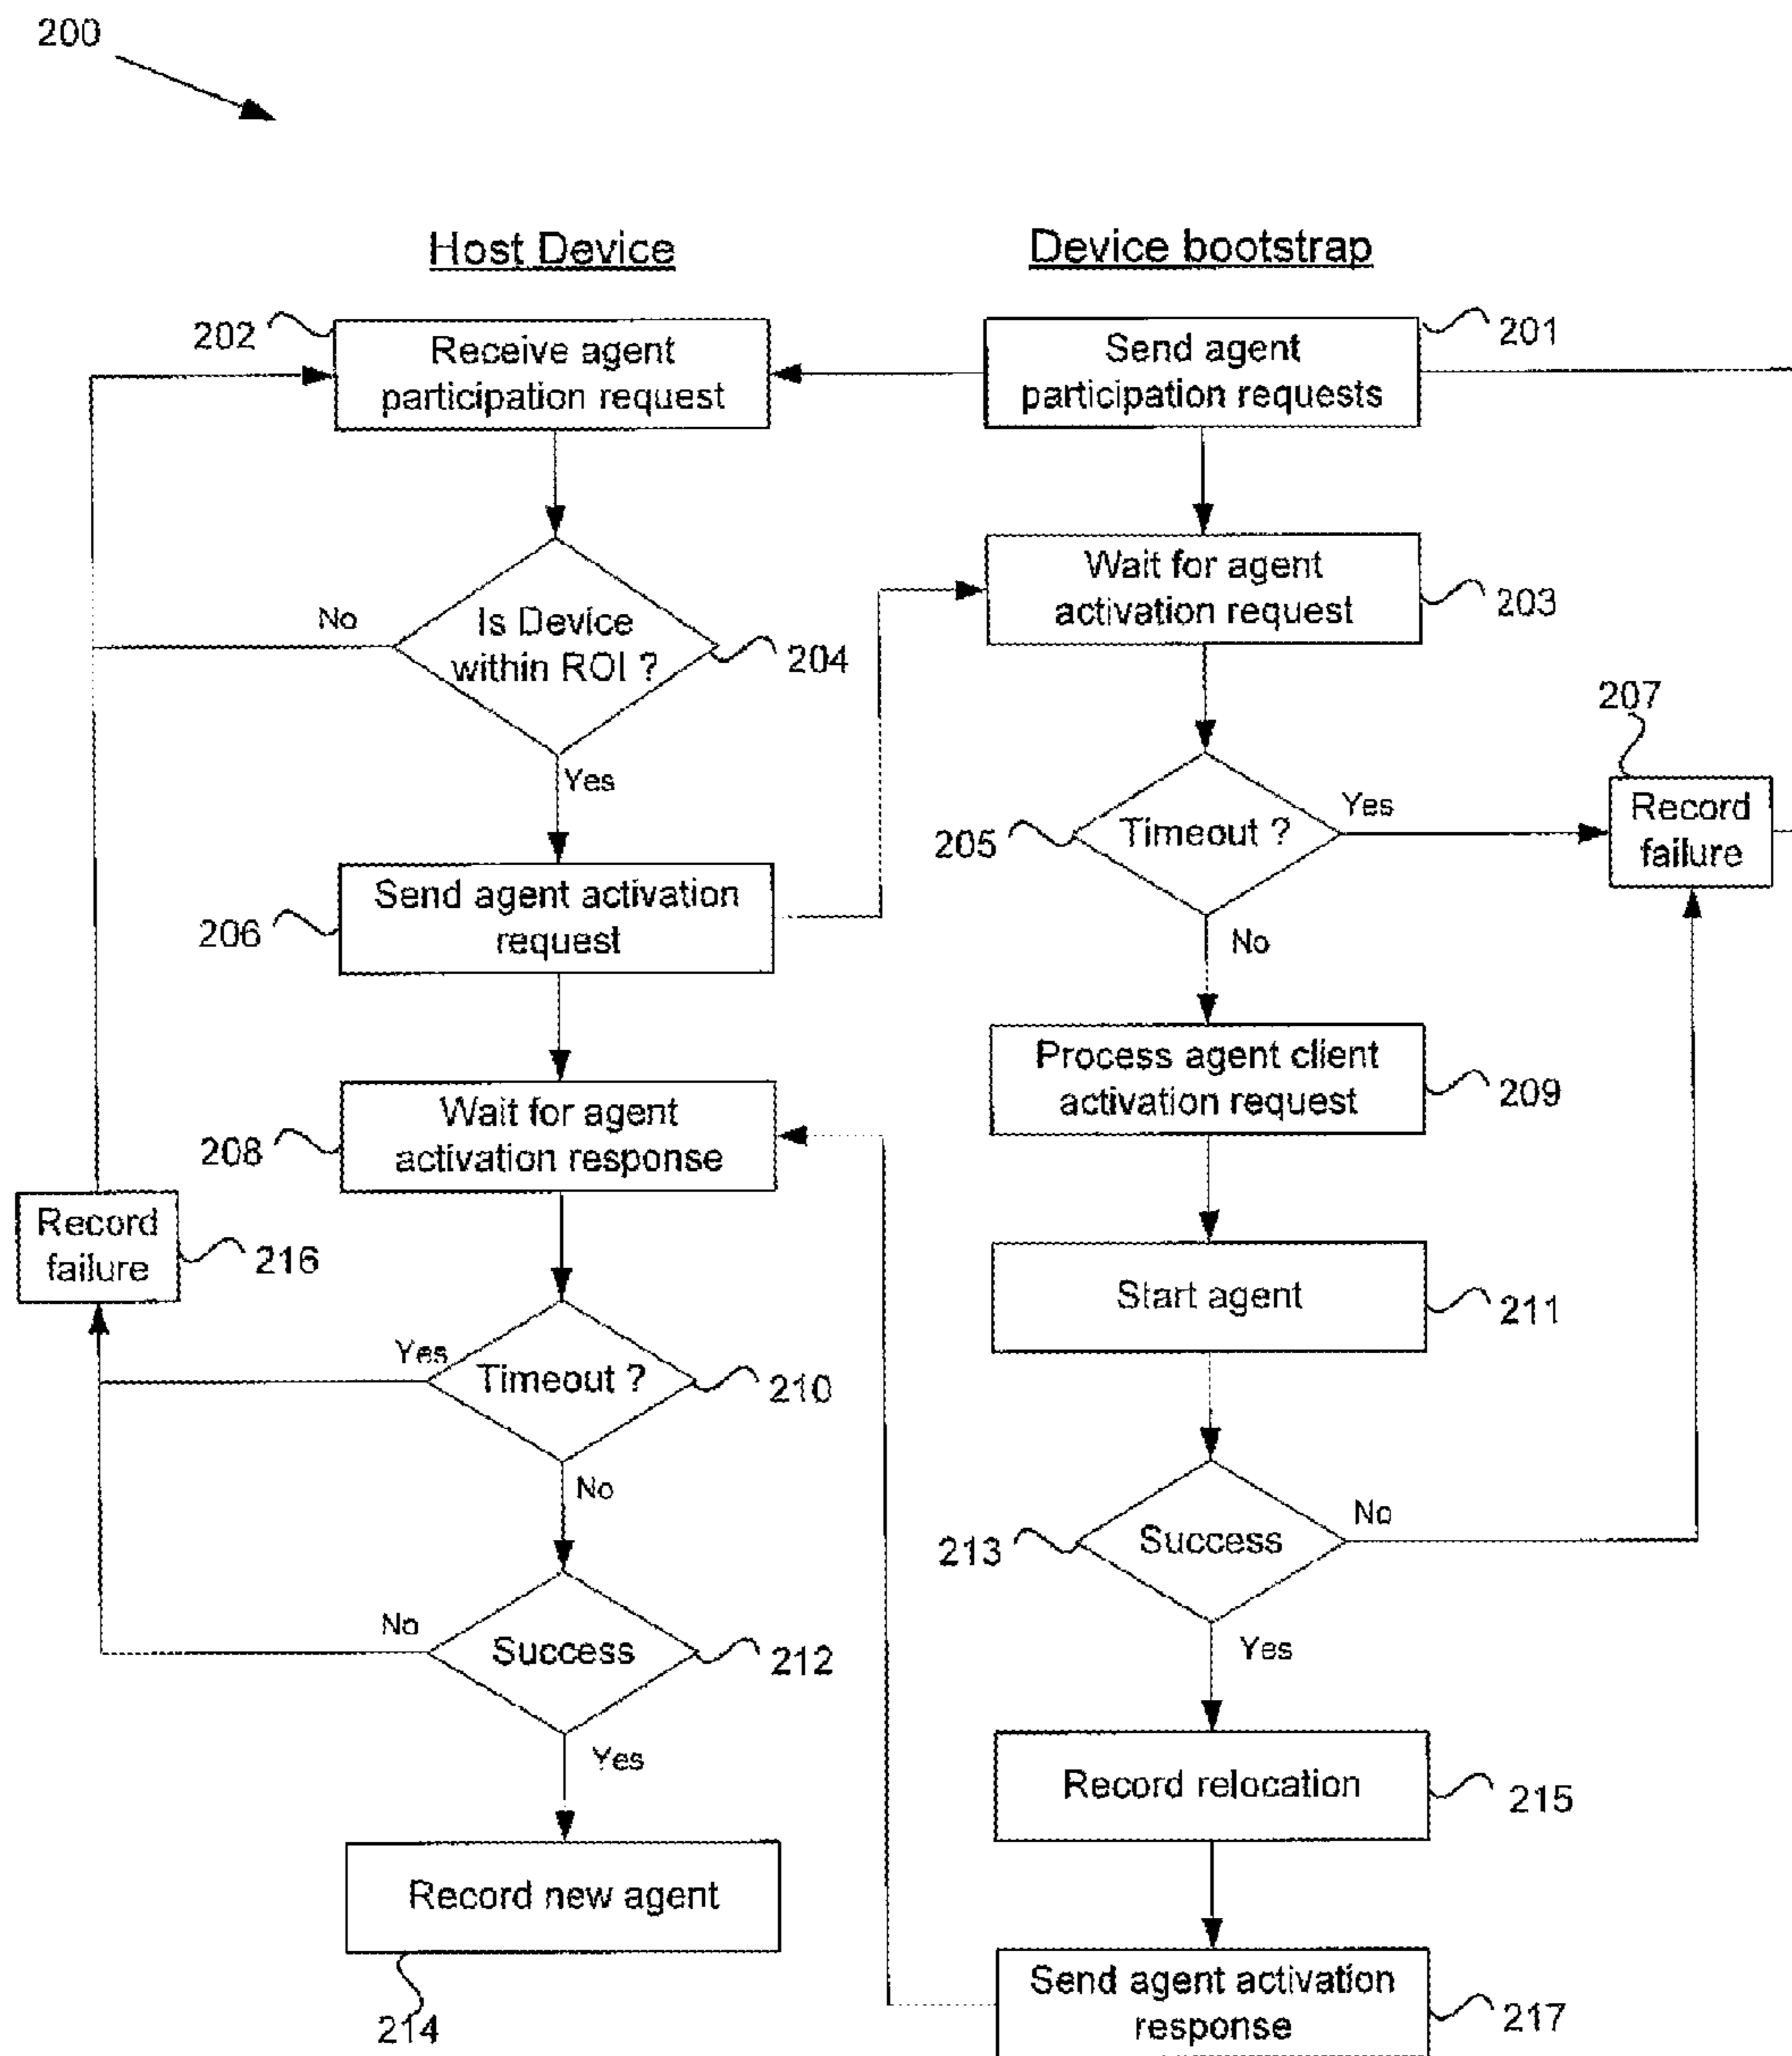 200
Host Device
Device bootstrap
202
Receive agent
participation request
Send agent
participation requests
201
Is Device
within ROI ?
No
204
Yes
Wait for agent
activation request
203
207
Record
failure
205
Timeout ?
Yes
No
206
Send agent activation
request
Process agent client
activation request
209
208
Wait for agent
activation response
Record
failure
216
Start agent
211
Yes
Timeout ?
210
No
213
Success
No
Yes
No
Success
212
Yes
Record relocation
215
Record new agent
214
Send agent activation
response
217